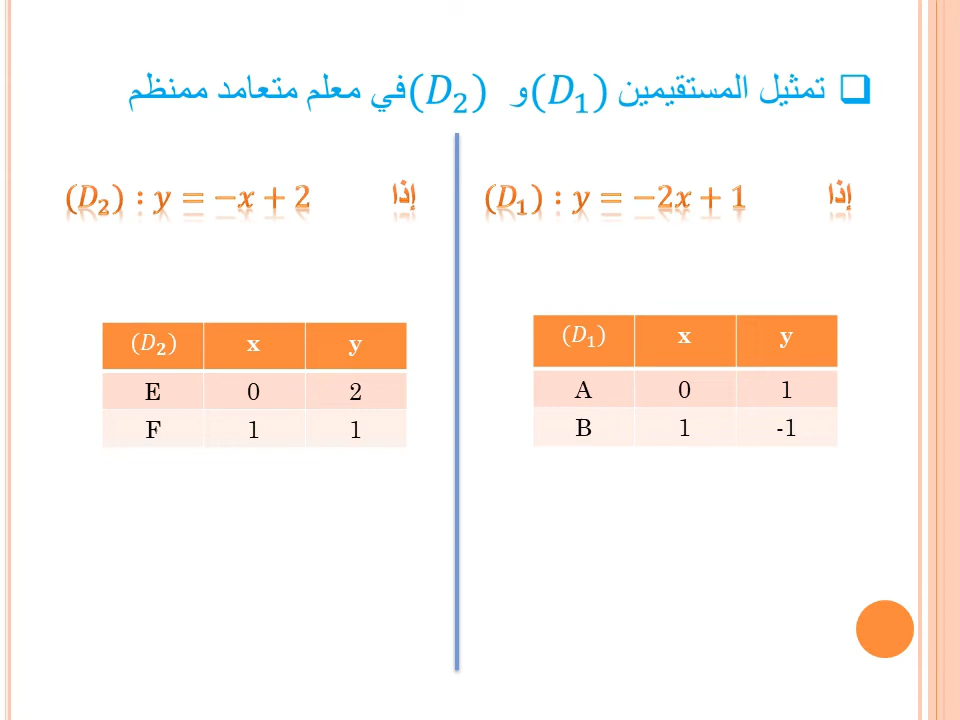 ❑ تمثيل المستقيمين (D₁) و (D₂) في معلم متعامد ممنظم
إذا (D₁) : y = −2x + 1
(D₁) x y
A 0 1
B 1 -1
إذا (D₂) : y = −x + 2
(D₂) x y
E 0 2
F 1 1